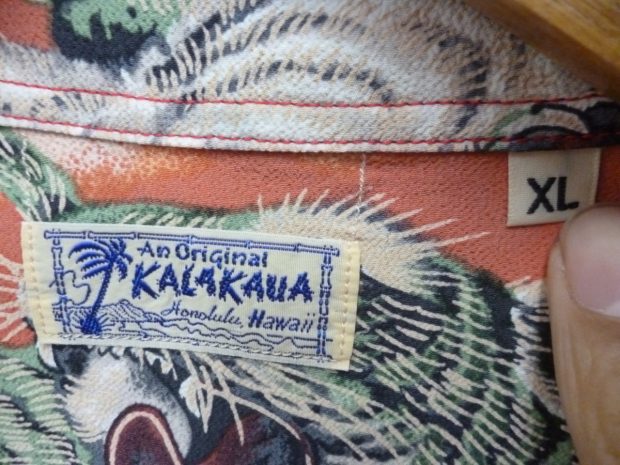 An Original
KALAKAUA
Honolulu, Hawaii
XL